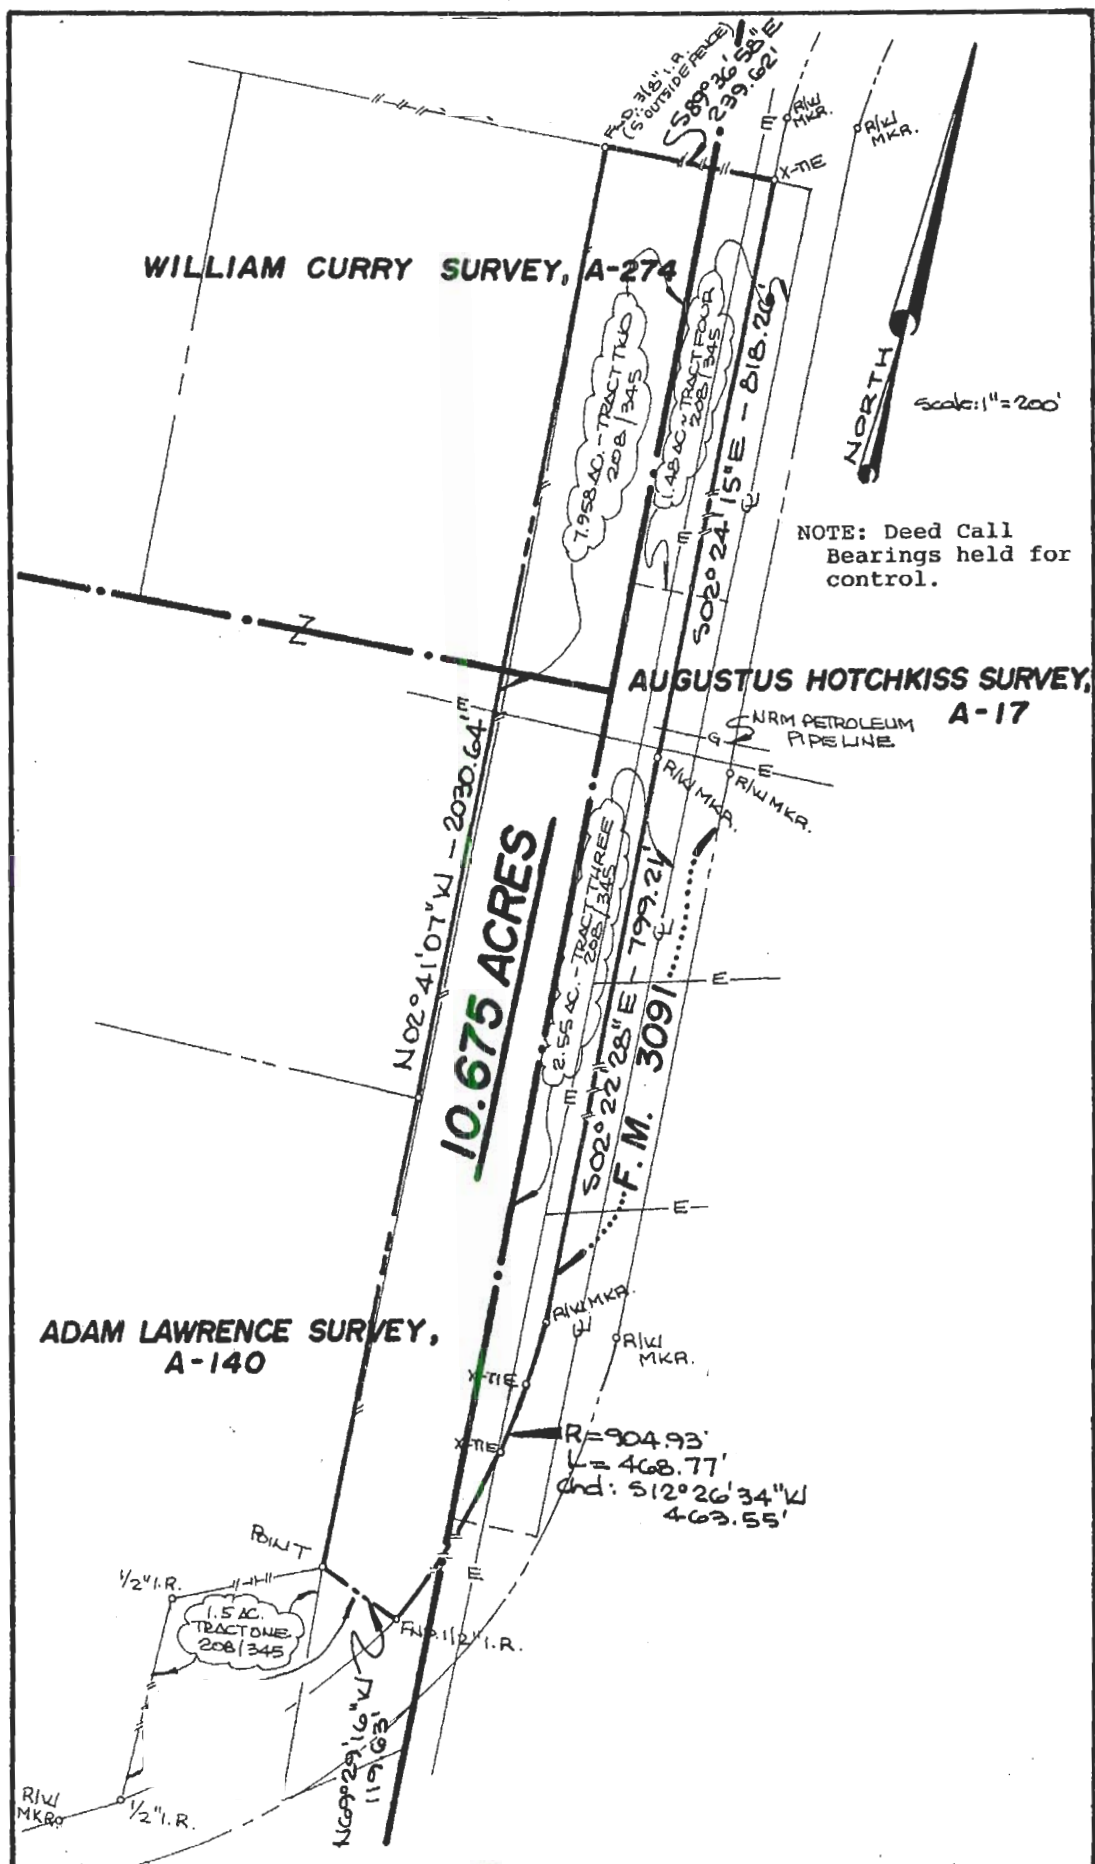 FND. 3/8" I.R.
(5' OUTSIDE FENCE)
S89°36'58"E
239.62'
E
R/W
MKR.
R/W
MKR.
X-TIE
WILLIAM CURRY SURVEY, A-274
7.958 AC. - TRACT TWO
208/345
1.48 AC. - TRACT FOUR
208/345
S02°24'15"E - 818.26'
NORTH
Scale: 1"=200'
NOTE: Deed Call
Bearings held for
control.
E
Z
AUGUSTUS HOTCHKISS SURVEY,
A-17
NRM PETROLEUM
PIPELINE
G
E
E
R/W MKR.
R/W MKR.
N02°41'07"W - 2030.64'
10.675 ACRES
2.55 AC. - TRACT THREE
208/345
S02°22'28"E - 799.21'
F. M. 3091
E
E
E
ADAM LAWRENCE SURVEY,
A-140
R/W MKR.
R/W
MKR.
X-TIE
X-TIE
R=904.93'
L= 468.77'
Chd: S12°26'34"W
463.55'
POINT
1/2" I.R.
E
1.5 AC.
TRACT ONE
208/345
FND. 1/2" I.R.
N69°29'16"W
119.63'
R/W
MKR.
1/2" I.R.